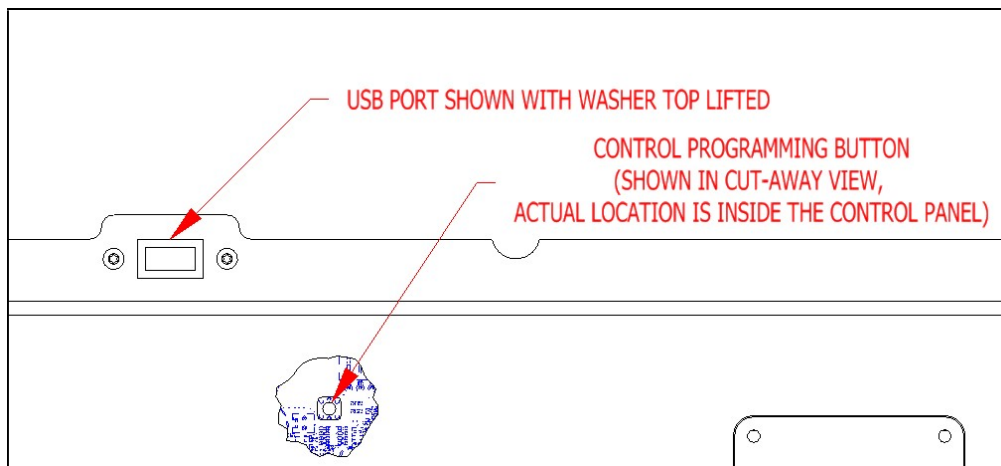 USB PORT SHOWN WITH WASHER TOP LIFTED
CONTROL PROGRAMMING BUTTON
(SHOWN IN CUT-AWAY VIEW,
ACTUAL LOCATION IS INSIDE THE CONTROL PANEL)